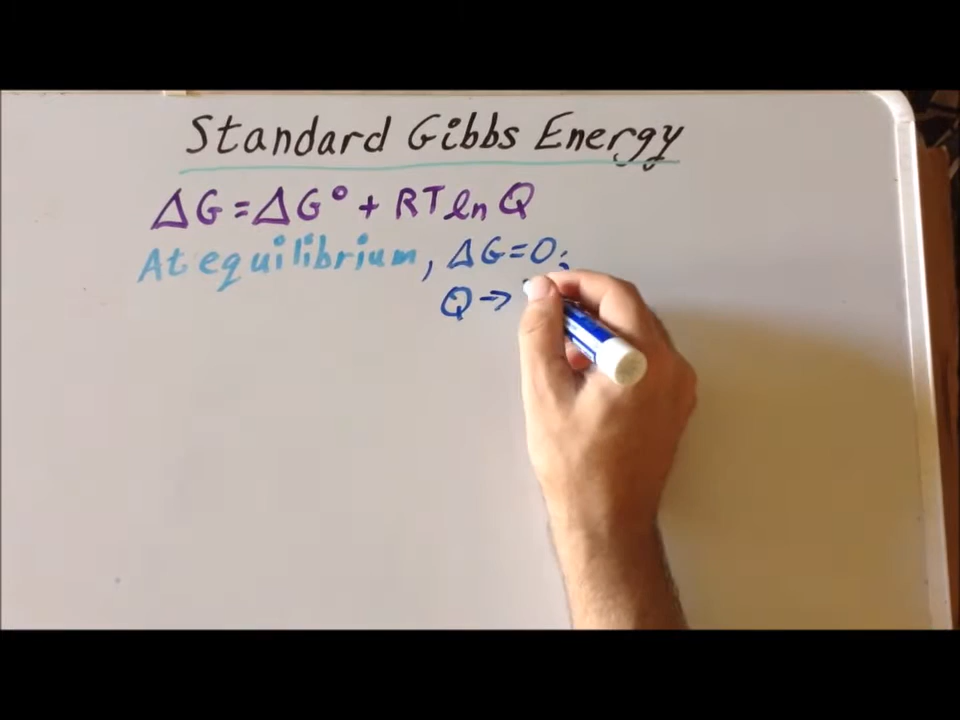 Standard Gibbs Energy
ΔG = ΔG° + RT ln Q
At equilibrium, ΔG = 0;
Q →